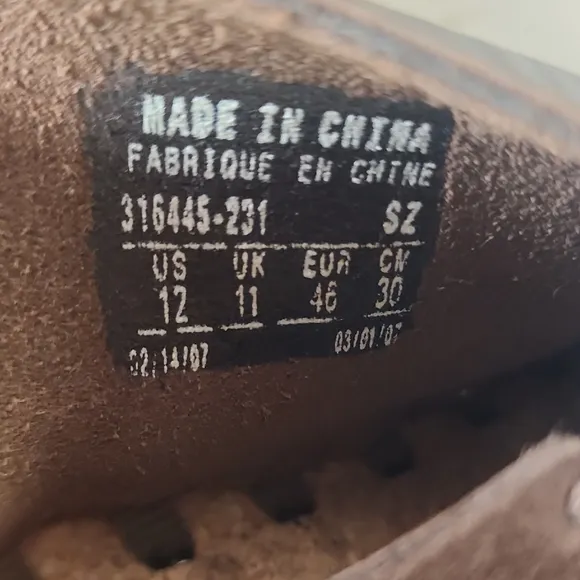 MADE IN CHINA
FABRIQUE EN CHINE
316445-231 SZ
US UK EUR CN
12 11 46 30
02/14/07 03/01/07